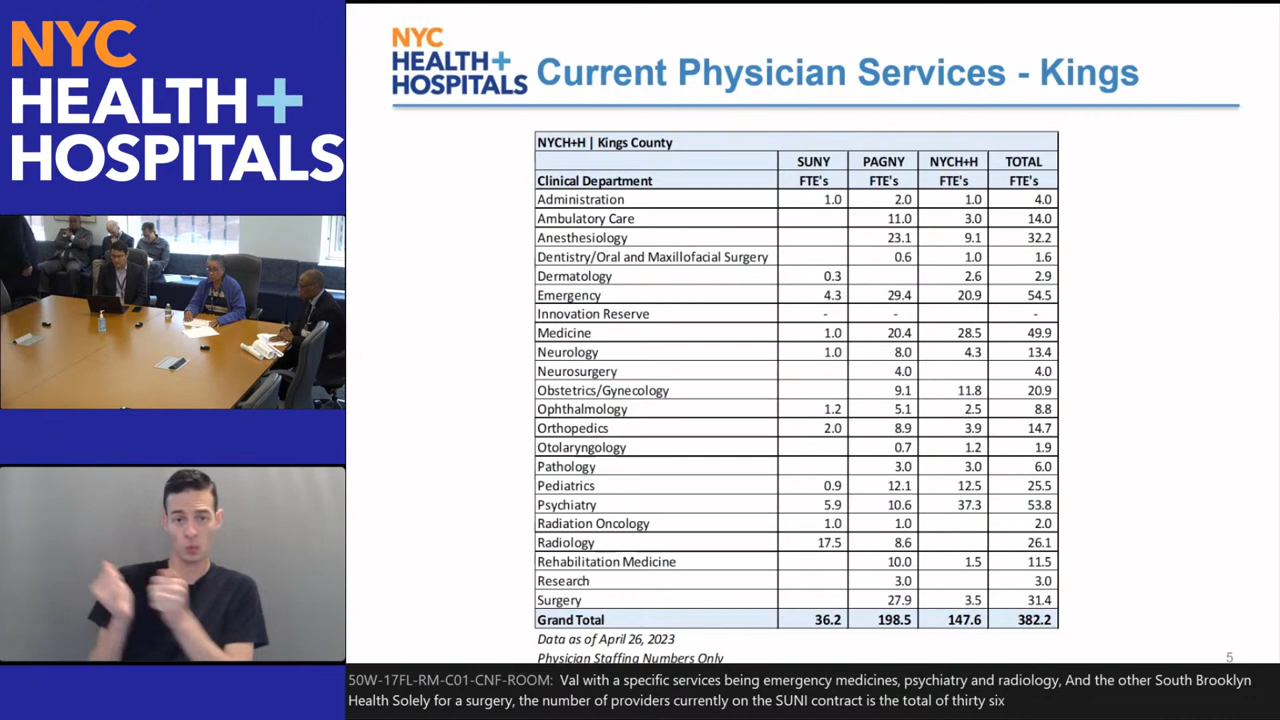 NYC
HEALTH+
HOSPITALS
NYC
HEALTH+
HOSPITALS
Current Physician Services - Kings
NYCH+H | Kings County
SUNY PAGNY NYCH+H TOTAL
Clinical Department FTE's FTE's FTE's FTE's
Administration 1.0 2.0 1.0 4.0
Ambulatory Care 11.0 3.0 14.0
Anesthesiology 23.1 9.1 32.2
Dentistry/Oral and Maxillofacial Surgery 0.6 1.0 1.6
Dermatology 0.3 2.6 2.9
Emergency 4.3 29.4 20.9 54.5
Innovation Reserve - - -
Medicine 1.0 20.4 28.5 49.9
Neurology 1.0 8.0 4.3 13.4
Neurosurgery 4.0 4.0
Obstetrics/Gynecology 9.1 11.8 20.9
Ophthalmology 1.2 5.1 2.5 8.8
Orthopedics 2.0 8.9 3.9 14.7
Otolaryngology 0.7 1.2 1.9
Pathology 3.0 3.0 6.0
Pediatrics 0.9 12.1 12.5 25.5
Psychiatry 5.9 10.6 37.3 53.8
Radiation Oncology 1.0 1.0 2.0
Radiology 17.5 8.6 26.1
Rehabilitation Medicine 10.0 1.5 11.5
Research 3.0 3.0
Surgery 27.9 3.5 31.4
Grand Total 36.2 198.5 147.6 382.2
Data as of April 26, 2023
Physician Staffing Numbers Only
5
50W-17FL-RM-C01-CNF-ROOM: Val with a specific services being emergency medicines, psychiatry and radiology, And the other South Brooklyn
Health Solely for a surgery, the number of providers currently on the SUNI contract is the total of thirty six